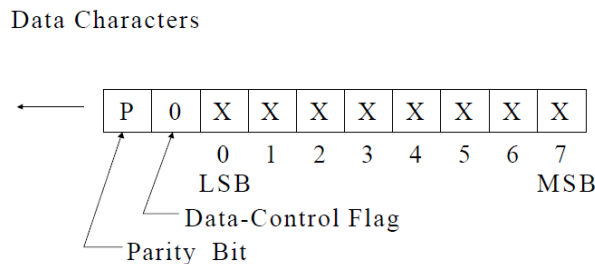 Data Characters
P 0 X X X X X X X X
0 1 2 3 4 5 6 7
LSB MSB
Data-Control Flag
Parity Bit